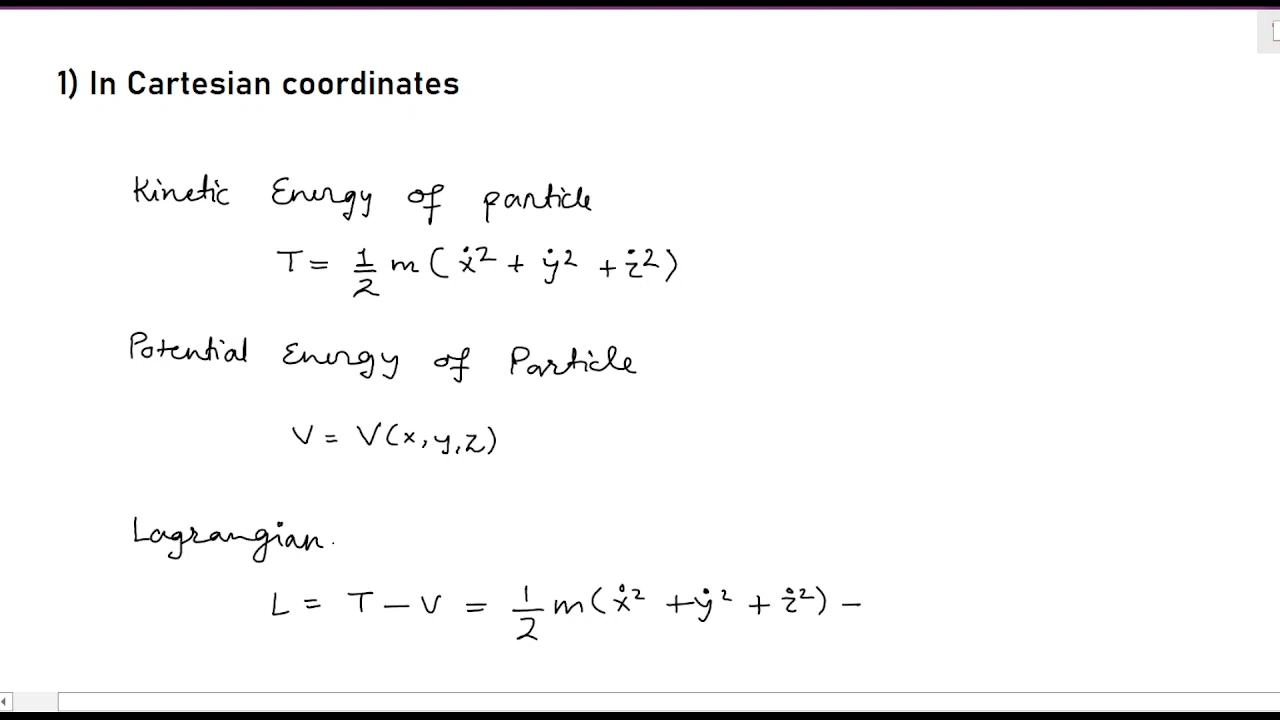 1) In Cartesian coordinates
Kinetic Energy of particle
T = 1/2 m (ẋ² + ẏ² + ż²)
Potential Energy of Particle
V = V(x, y, z)
Lagrangian.
L = T − V = 1/2 m (ẋ² + ẏ² + ż²) −